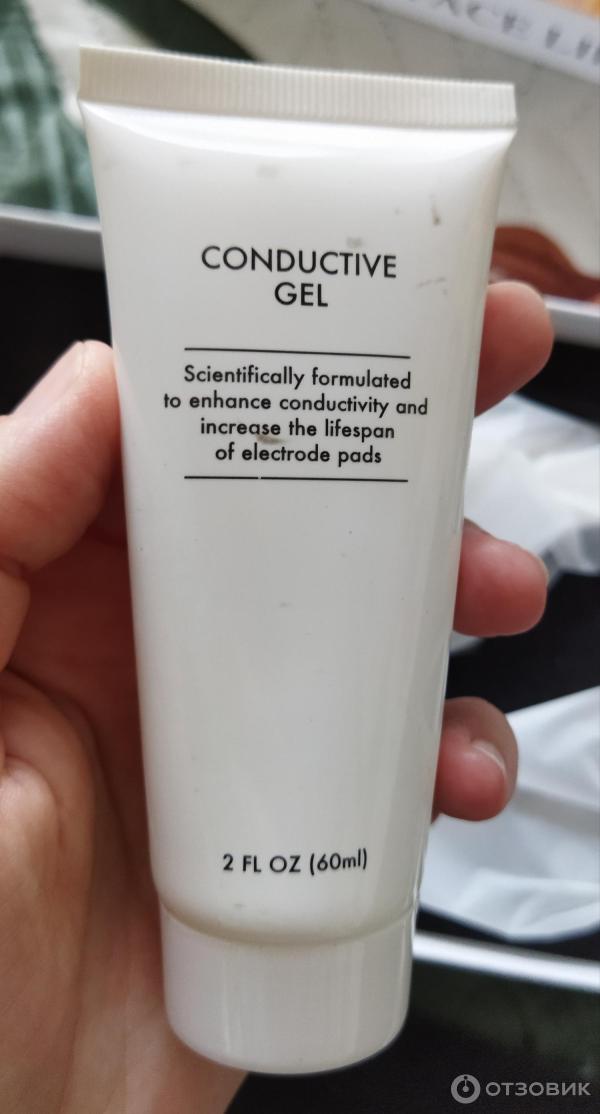 CONDUCTIVE
GEL
Scientifically formulated
to enhance conductivity and
increase the lifespan
of electrode pads
2 FL OZ (60ml)
ОТЗОВИК